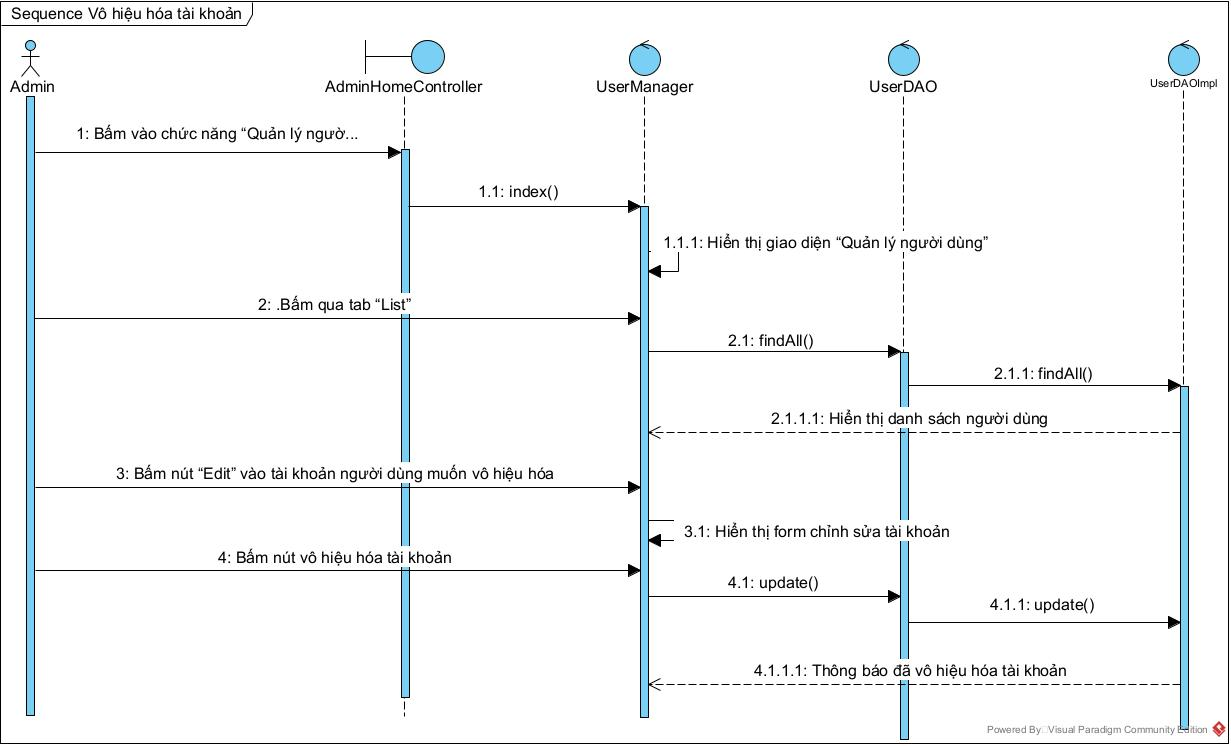 Sequence Vô hiệu hóa tài khoản
Admin
AdminHomeController
UserManager
UserDAO
UserDAOImpl
1: Bấm vào chức năng “Quản lý ngườ...
1.1: index()
1.1.1: Hiển thị giao diện “Quản lý người dùng”
2: .Bấm qua tab “List”
2.1: findAll()
2.1.1: findAll()
2.1.1.1: Hiển thị danh sách người dùng
3: Bấm nút “Edit” vào tài khoản người dùng muốn vô hiệu hóa
3.1: Hiển thị form chỉnh sửa tài khoản
4: Bấm nút vô hiệu hóa tài khoản
4.1: update()
4.1.1: update()
4.1.1.1: Thông báo đã vô hiệu hóa tài khoản
Powered By Visual Paradigm Community Edition